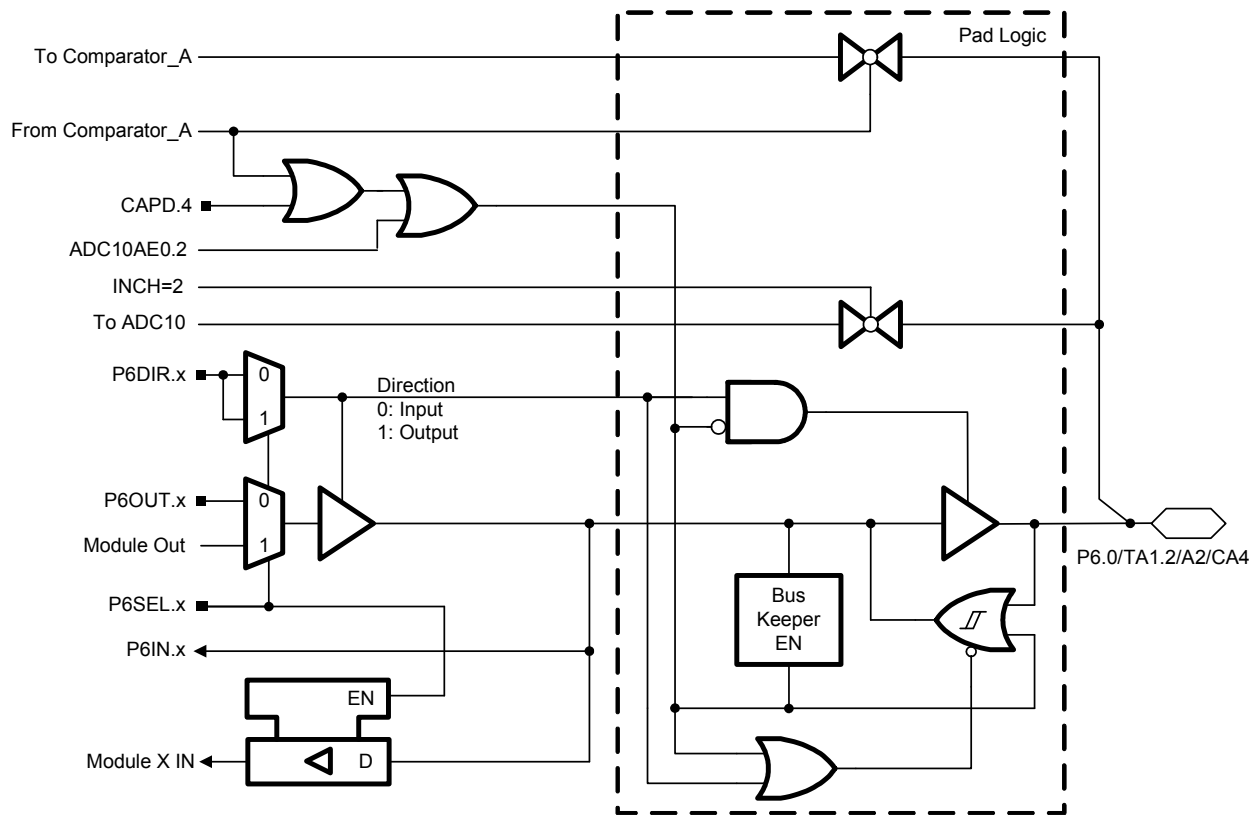 Pad Logic
To Comparator_A
From Comparator_A
CAPD.4
ADC10AE0.2
INCH=2
To ADC10
P6DIR.x
0
1
Direction
0: Input
1: Output
P6OUT.x
0
Module Out
1
P6.0/TA1.2/A2/CA4
P6SEL.x
Bus
Keeper
EN
P6IN.x
EN
Module X IN
D